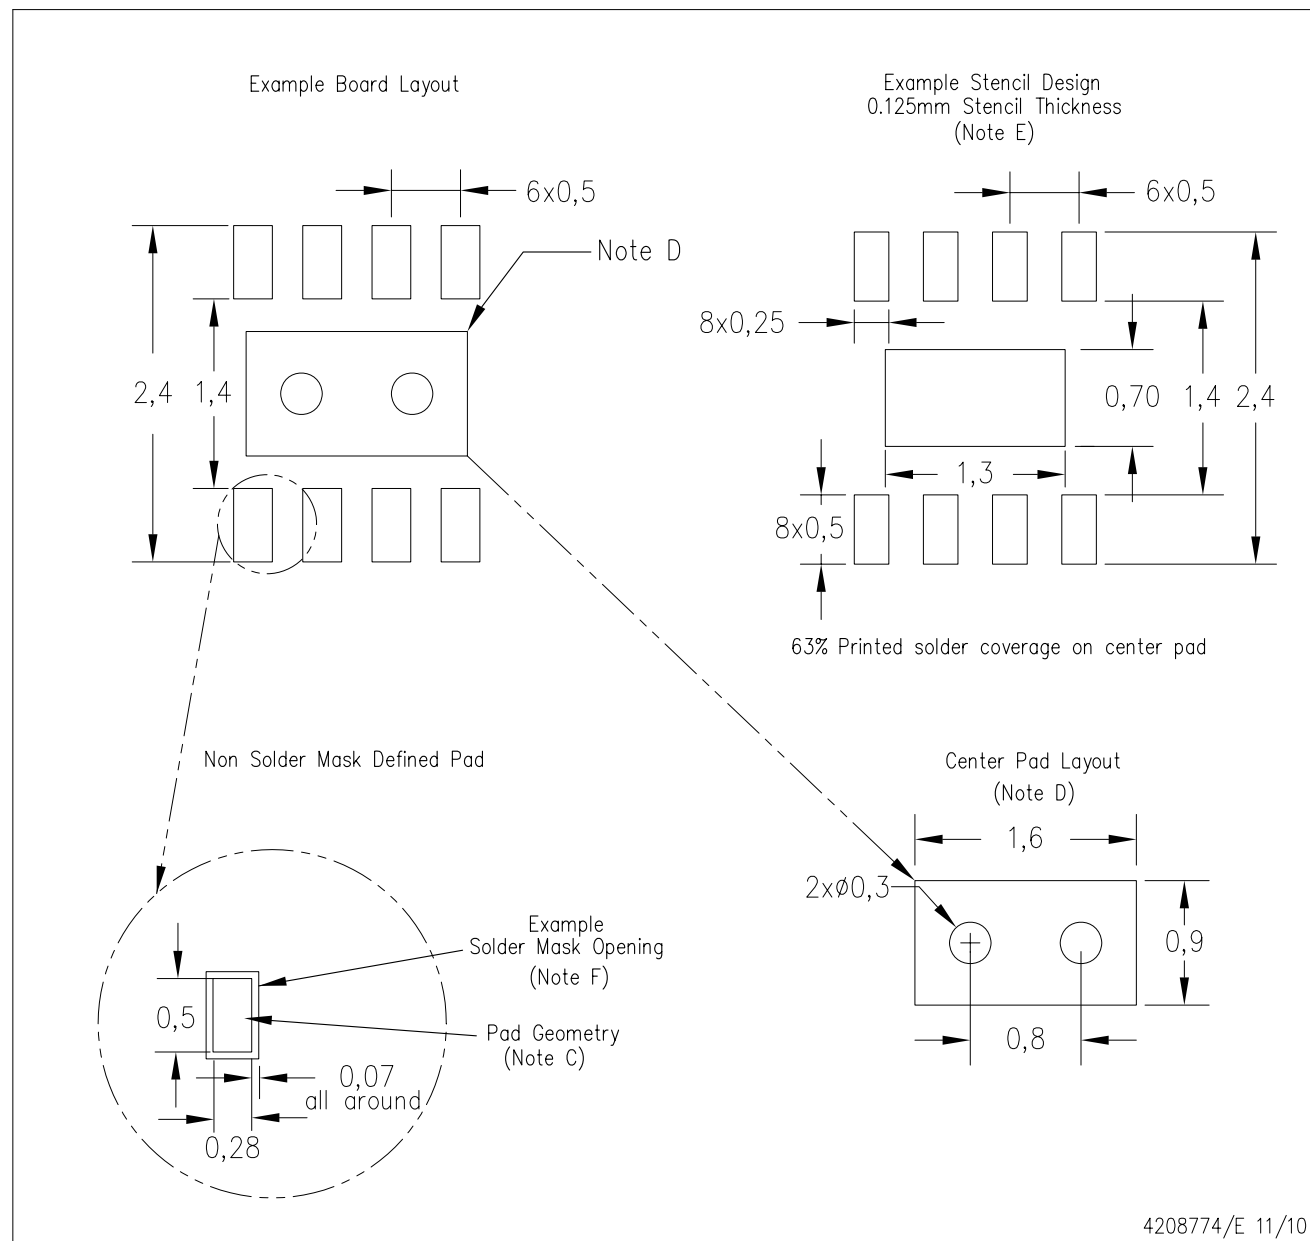 Example Board Layout
Example Stencil Design
0.125mm Stencil Thickness
(Note E)
6x0,5
6x0,5
Note D
8x0,25
2,4
1,4
0,70
1,4
2,4
1,3
8x0,5
63% Printed solder coverage on center pad
Non Solder Mask Defined Pad
Center Pad Layout
(Note D)
1,6
2xø0,3
0,9
0,8
Example
Solder Mask Opening
(Note F)
0,5
Pad Geometry
(Note C)
0,07
all around
0,28
4208774/E 11/10